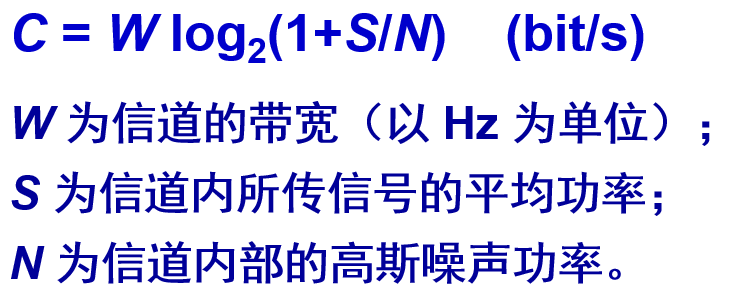 C = W log₂(1+S/N) (bit/s)
W 为信道的带宽（以 Hz 为单位）;
S 为信道内所传信号的平均功率;
N 为信道内部的高斯噪声功率。